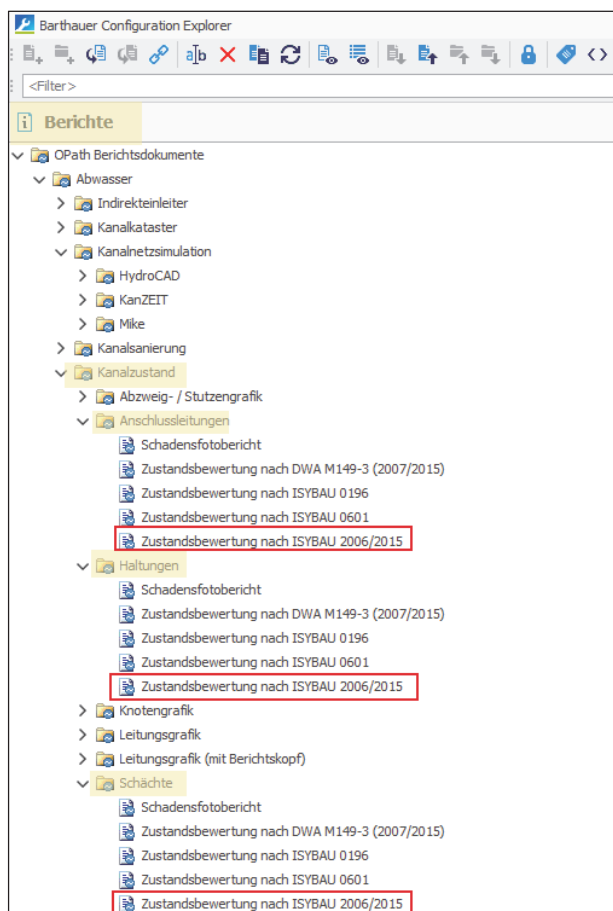 Barthauer Configuration Explorer
<Filter>
Berichte
OPath Berichtsdokumente
Abwasser
Indirekteinleiter
Kanalkataster
Kanalnetzsimulation
HydroCAD
KanZEIT
Mike
Kanalsanierung
Kanalzustand
Abzweig- / Stutzengrafik
Anschlussleitungen
Schadensfotobericht
Zustandsbewertung nach DWA M149-3 (2007/2015)
Zustandsbewertung nach ISYBAU 0196
Zustandsbewertung nach ISYBAU 0601
Zustandsbewertung nach ISYBAU 2006/2015
Haltungen
Schadensfotobericht
Zustandsbewertung nach DWA M149-3 (2007/2015)
Zustandsbewertung nach ISYBAU 0196
Zustandsbewertung nach ISYBAU 0601
Zustandsbewertung nach ISYBAU 2006/2015
Knotengrafik
Leitungsgrafik
Leitungsgrafik (mit Berichtskopf)
Schächte
Schadensfotobericht
Zustandsbewertung nach DWA M149-3 (2007/2015)
Zustandsbewertung nach ISYBAU 0196
Zustandsbewertung nach ISYBAU 0601
Zustandsbewertung nach ISYBAU 2006/2015